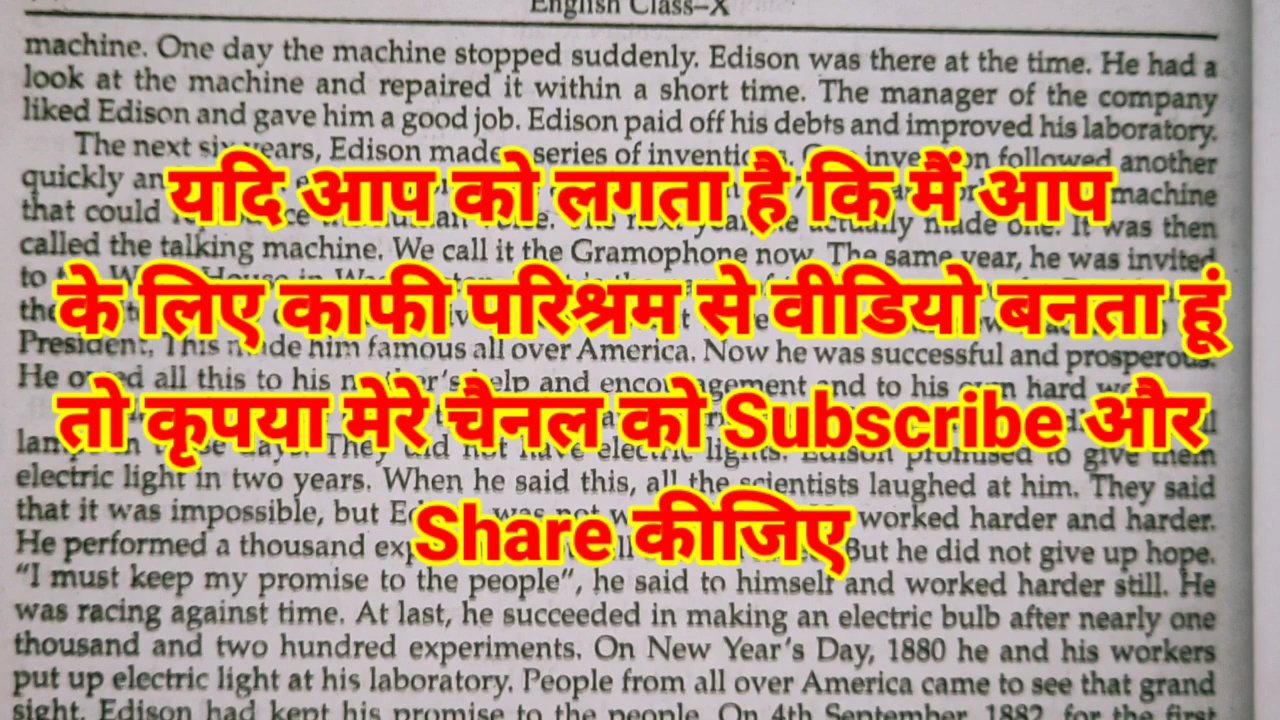 English Class-X
machine. One day the machine stopped suddenly. Edison was there at the time. He had a
look at the machine and repaired it within a short time. The manager of the company
liked Edison and gave him a good job. Edison paid off his debts and improved his laboratory.
The next six years, Edison made series of followed another
quickly machine
that could made one. It was then
called the talking machine. We call it the Gramophone now. The same year, he was invited
to
President. This made him famous all over America. Now he was successful and prosperous.
He owed all this to his mother's help and encouragement and to his own hard
They did not have electric lights. Edison promised to give them
electric light in two years. When he said this, all the scientists laughed at him. They said
that it was impossible, but was not worked harder and harder.
He performed a thousand But he did not give up hope.
"I must keep my promise to the people", he said to himself and worked harder still. He
was racing against time. At last, he succeeded in making an electric bulb after nearly one
thousand and two hundred experiments. On New Year's Day, 1880 he and his workers
put up electric light at his laboratory. People from all over America came to see that grand
sight. Edison had kept his promise to the people. On 4th September, 1882, for the first
यदि आप को लगता है कि मैं आप
के लिए काफी परिश्रम से वीडियो बनता हूं
तो कृपया मेरे चैनल को Subscribe और
Share कीजिए